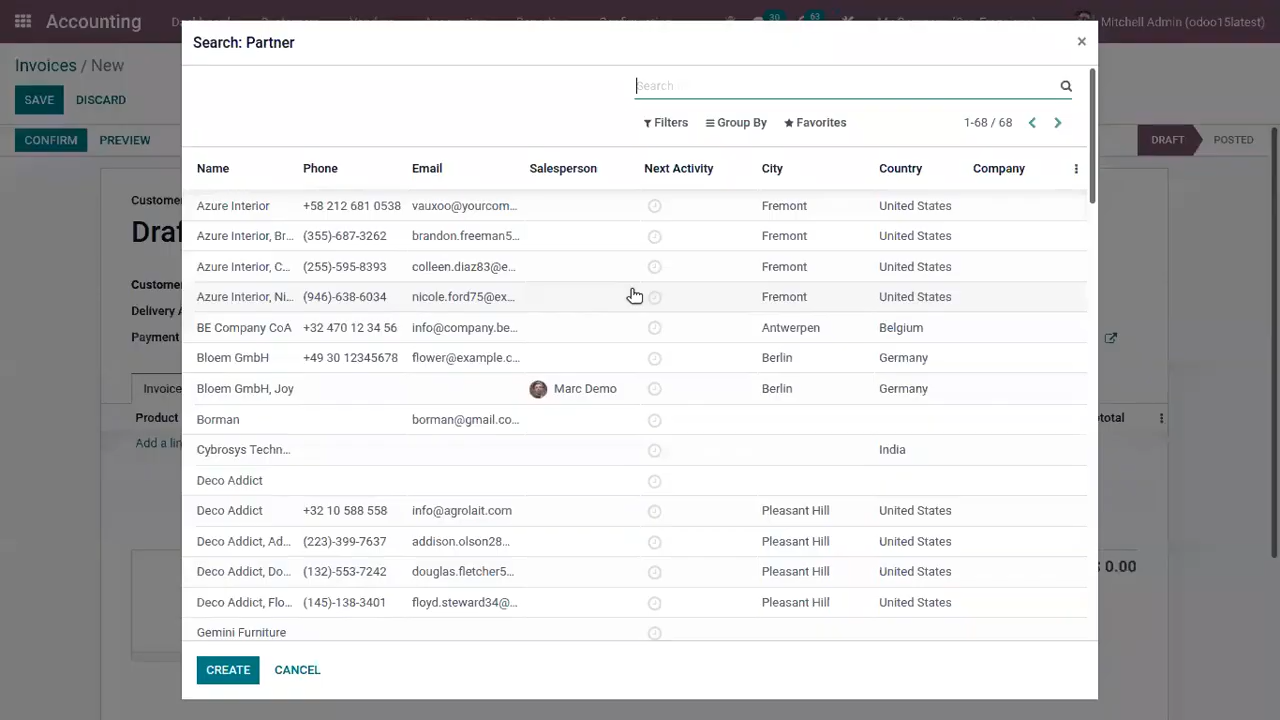 Accounting
30
63
Mitchell Admin (odoo15latest)
Invoices / New
SAVE
DISCARD
CONFIRM
PREVIEW
DRAFT
POSTED
Search: Partner
×
Search
Filters
Group By
Favorites
1-68 / 68
Name Phone Email Salesperson Next Activity City Country Company
Azure Interior +58 212 681 0538 vauxoo@yourcom... Fremont United States
Azure Interior, Br... (355)-687-3262 brandon.freeman5... Fremont United States
Azure Interior, C... (255)-595-8393 colleen.diaz83@e... Fremont United States
Azure Interior, Ni... (946)-638-6034 nicole.ford75@ex... Fremont United States
BE Company CoA +32 470 12 34 56 info@company.be... Antwerpen Belgium
Bloem GmbH +49 30 12345678 flower@example.c... Berlin Germany
Bloem GmbH, Joy Marc Demo Berlin Germany
Borman borman@gmail.co...
Cybrosys Techn... India
Deco Addict
Deco Addict +32 10 588 558 info@agrolait.com Pleasant Hill United States
Deco Addict, Ad... (223)-399-7637 addison.olson28... Pleasant Hill United States
Deco Addict, Do... (132)-553-7242 douglas.fletcher5... Pleasant Hill United States
Deco Addict, Flo... (145)-138-3401 floyd.steward34@... Pleasant Hill United States
Gemini Furniture
CREATE
CANCEL
Custome
Draf
Custome
Delivery A
Payment
Invoice
Product
total
Add a lin
$ 0.00